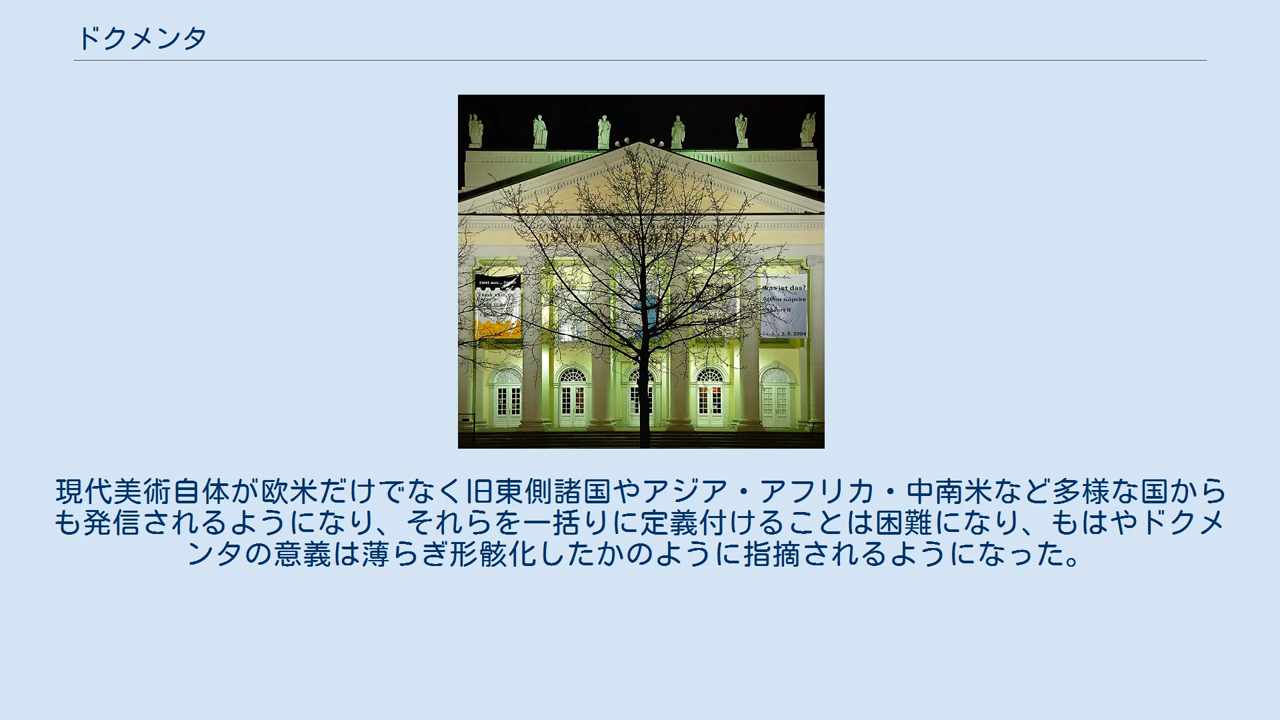 ドクメンタ
was ist das?
Arthur Köpcke
現代美術自体が欧米だけでなく旧東側諸国やアジア・アフリカ・中南米など多様な国から
も発信されるようになり、それらを一括りに定義付けることは困難になり、もはやドクメ
ンタの意義は薄らぎ形骸化したかのように指摘されるようになった。